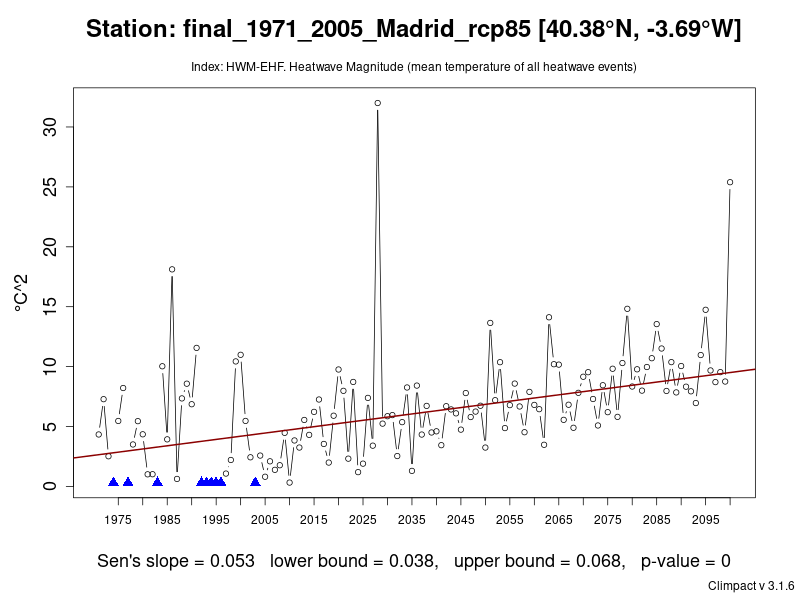 Station: final_1971_2005_Madrid_rcp85 [40.38°N, -3.69°W]
Index: HWM-EHF. Heatwave Magnitude (mean temperature of all heatwave events)
°C^2
30
25
20
15
10
5
0
1975 1985 1995 2005 2015 2025 2035 2045 2055 2065 2075 2085 2095
Sen's slope = 0.053 lower bound = 0.038, upper bound = 0.068, p-value = 0
Climpact v 3.1.6